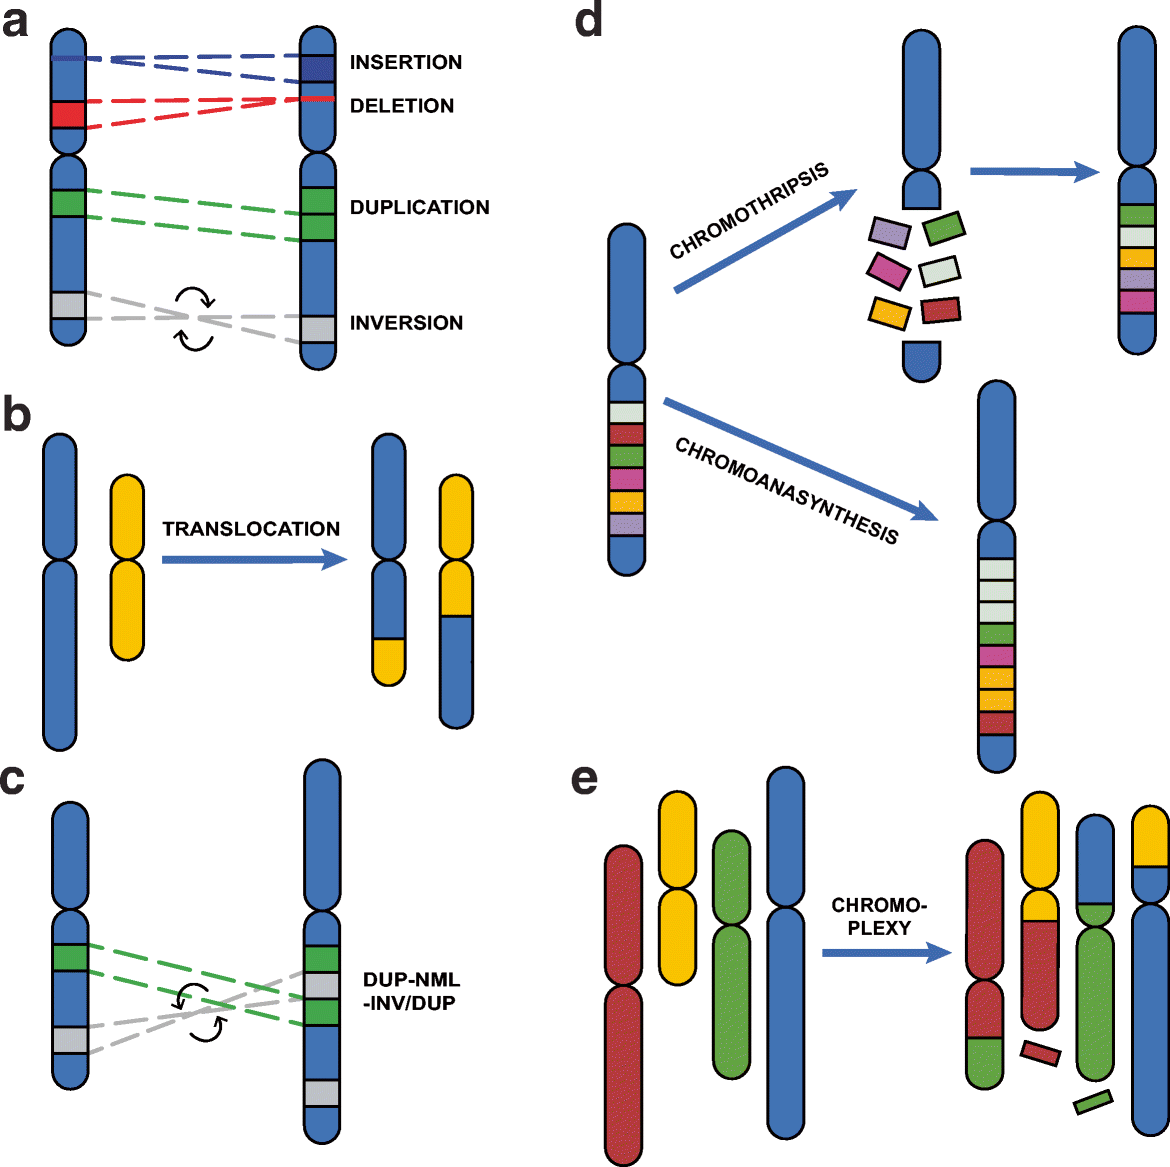 a
INSERTION
DELETION
DUPLICATION
INVERSION
b
TRANSLOCATION
c
DUP-NML
-INV/DUP
d
CHROMOTHRIPSIS
CHROMOANASYNTHESIS
e
CHROMO-
PLEXY